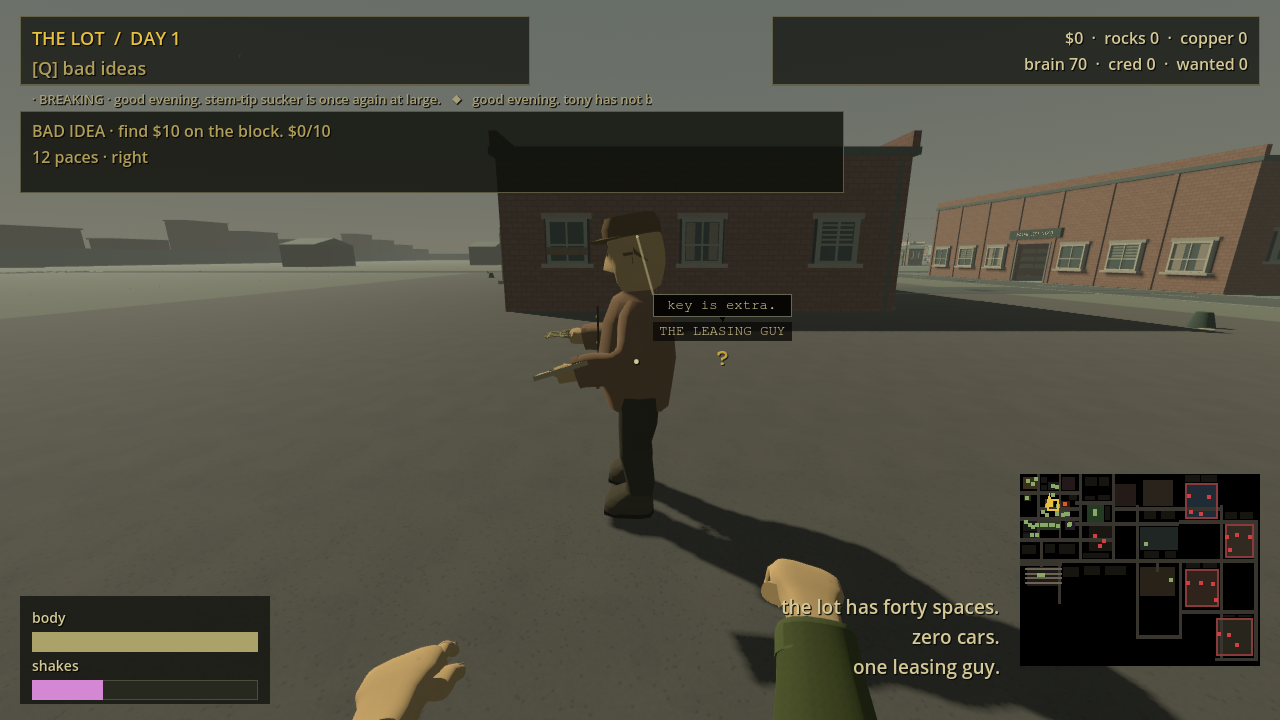 THE LOT / DAY 1
[Q] bad ideas
$0 · rocks 0 · copper 0
brain 70 · cred 0 · wanted 0
· BREAKING · good evening. stem-tip sucker is once again at large. ◆ good evening. tony has not b
BAD IDEA · find $10 on the block. $0/10
12 paces · right
key is extra.
THE LEASING GUY
?
the lot has forty spaces.
zero cars.
one leasing guy.
body
shakes